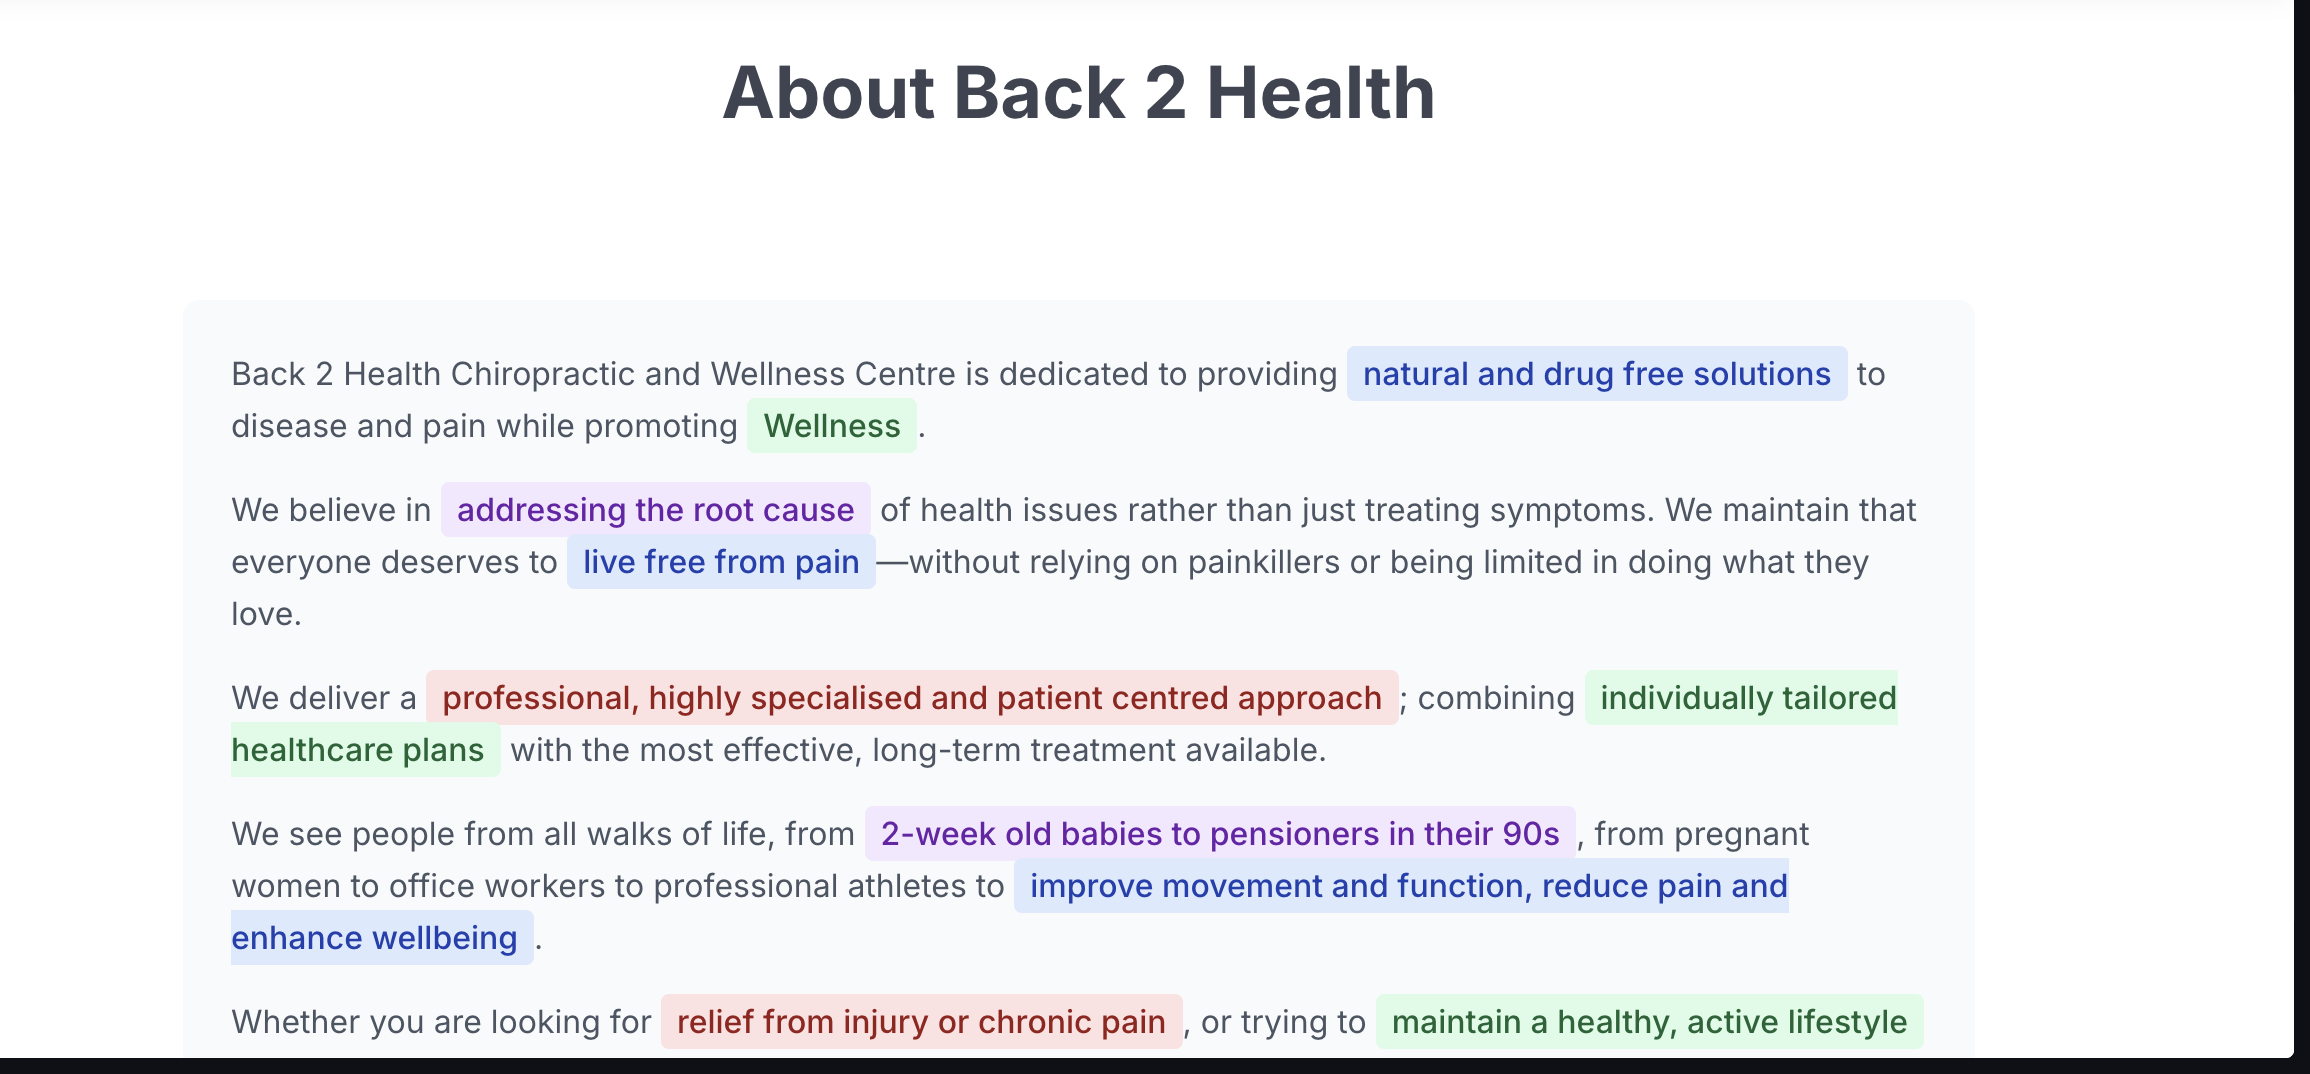 About Back 2 Health
Back 2 Health Chiropractic and Wellness Centre is dedicated to providing natural and drug free solutions to
disease and pain while promoting Wellness .
We believe in addressing the root cause of health issues rather than just treating symptoms. We maintain that
everyone deserves to live free from pain —without relying on painkillers or being limited in doing what they
love.
We deliver a professional, highly specialised and patient centred approach ; combining individually tailored
healthcare plans with the most effective, long-term treatment available.
We see people from all walks of life, from 2-week old babies to pensioners in their 90s , from pregnant
women to office workers to professional athletes to improve movement and function, reduce pain and
enhance wellbeing .
Whether you are looking for relief from injury or chronic pain , or trying to maintain a healthy, active lifestyle